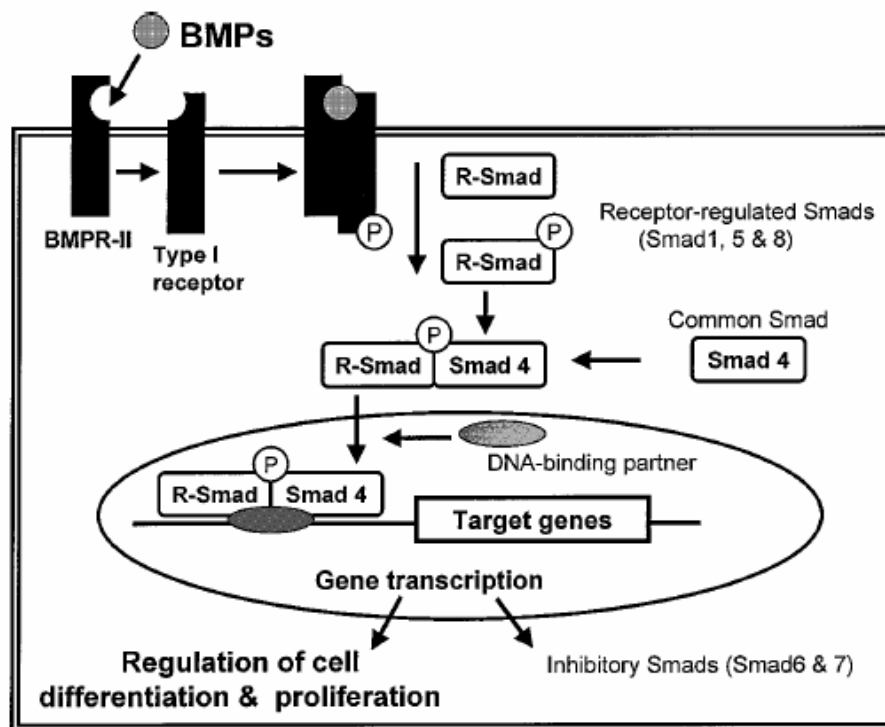 BMPs
BMPR-II
Type I
receptor
P
R-Smad
P
R-Smad
Receptor-regulated Smads
(Smad1, 5 & 8)
P
R-Smad Smad 4
Common Smad
Smad 4
DNA-binding partner
P
R-Smad Smad 4
Target genes
Gene transcription
Regulation of cell
differentiation & proliferation
Inhibitory Smads (Smad6 & 7)